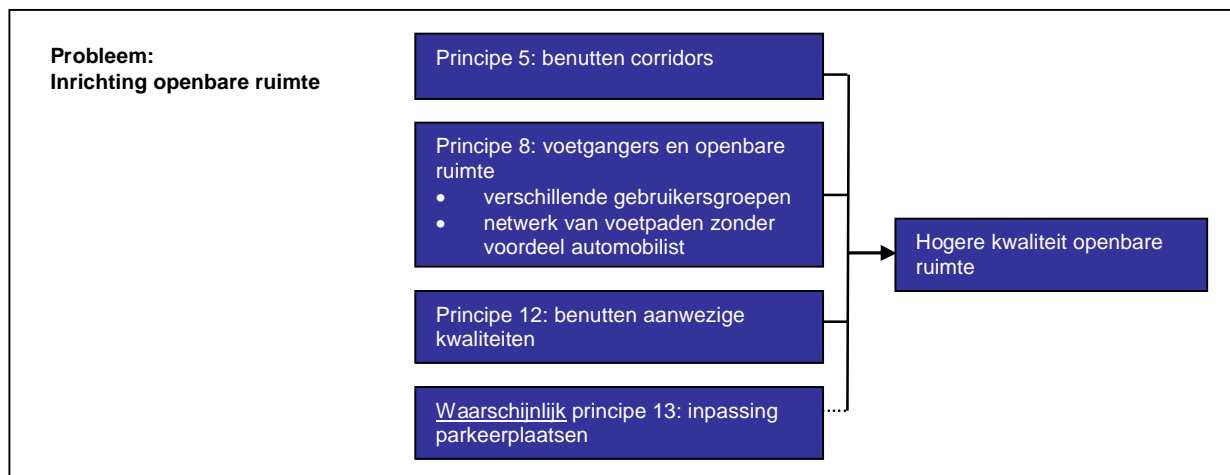 Probleem:
Inrichting openbare ruimte
Principe 5: benutten corridors
Principe 8: voetgangers en openbare
ruimte
• verschillende gebruikersgroepen
• netwerk van voetpaden zonder
voordeel automobilist
Principe 12: benutten aanwezige
kwaliteiten
Waarschijnlijk principe 13: inpassing
parkeerplaatsen
Hogere kwaliteit openbare
ruimte